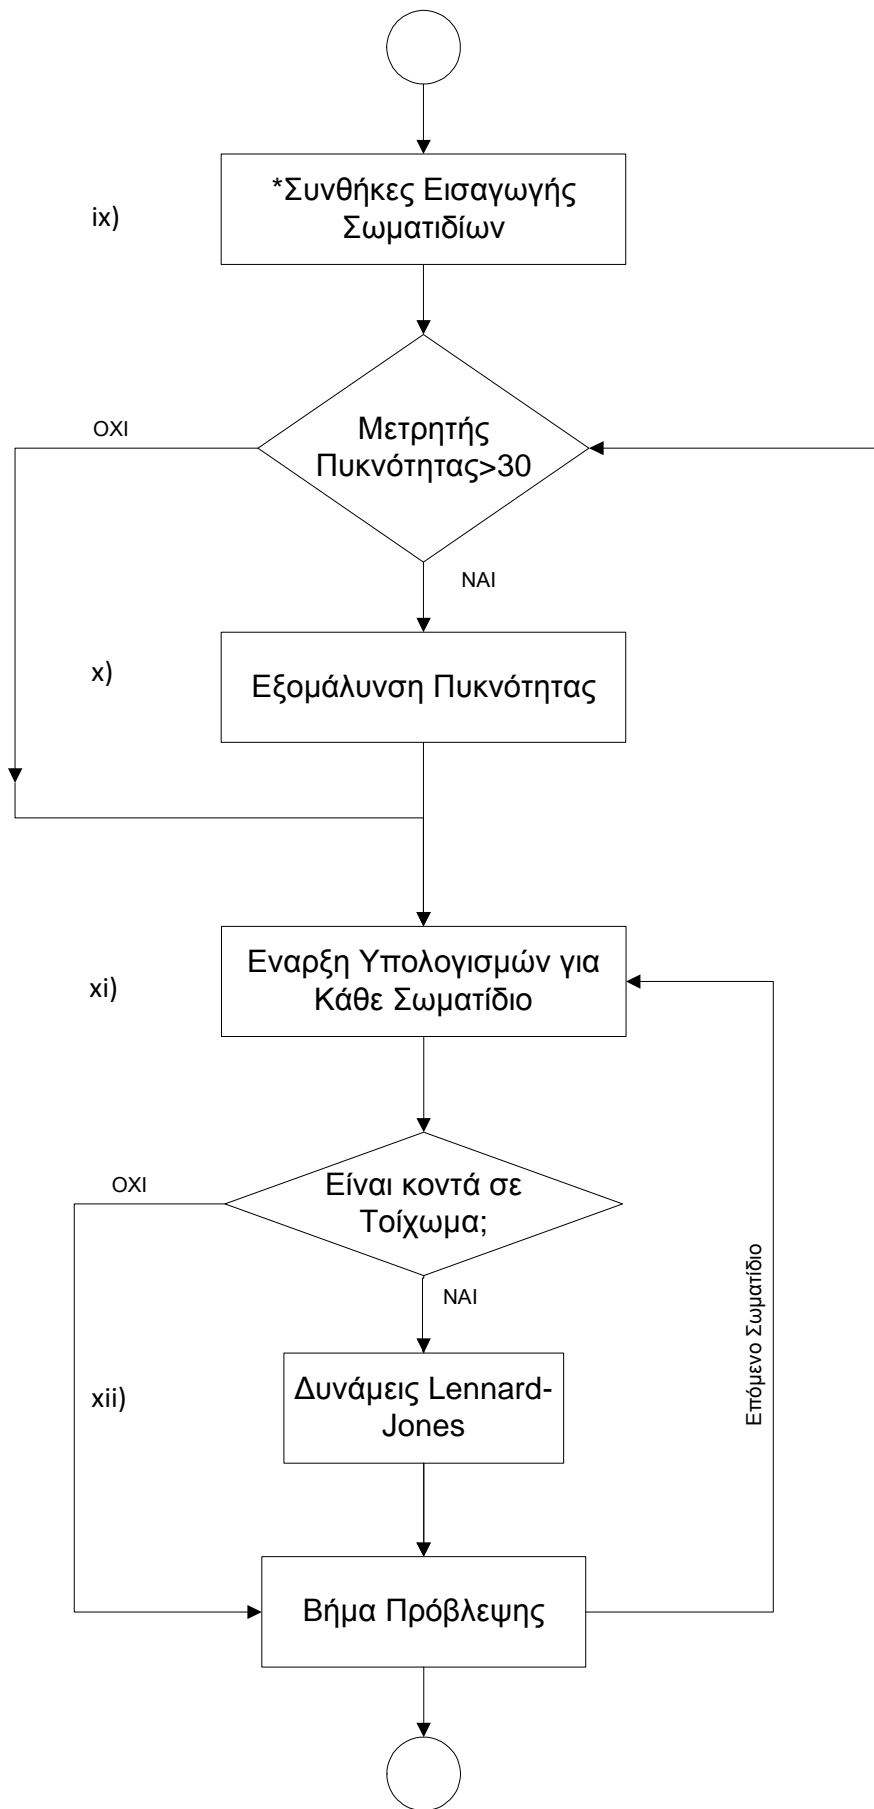 ix)
*Συνθήκες Εισαγωγής
Σωματιδίων
ΟΧΙ
Μετρητής
Πυκνότητας>30
ΝΑΙ
x)
Εξομάλυνση Πυκνότητας
xi)
Εναρξη Υπολογισμών για
Κάθε Σωματίδιο
ΟΧΙ
Είναι κοντά σε
Τοίχωμα;
ΝΑΙ
Επόμενο Σωματίδιο
xii)
Δυνάμεις Lennard-
Jones
Βήμα Πρόβλεψης